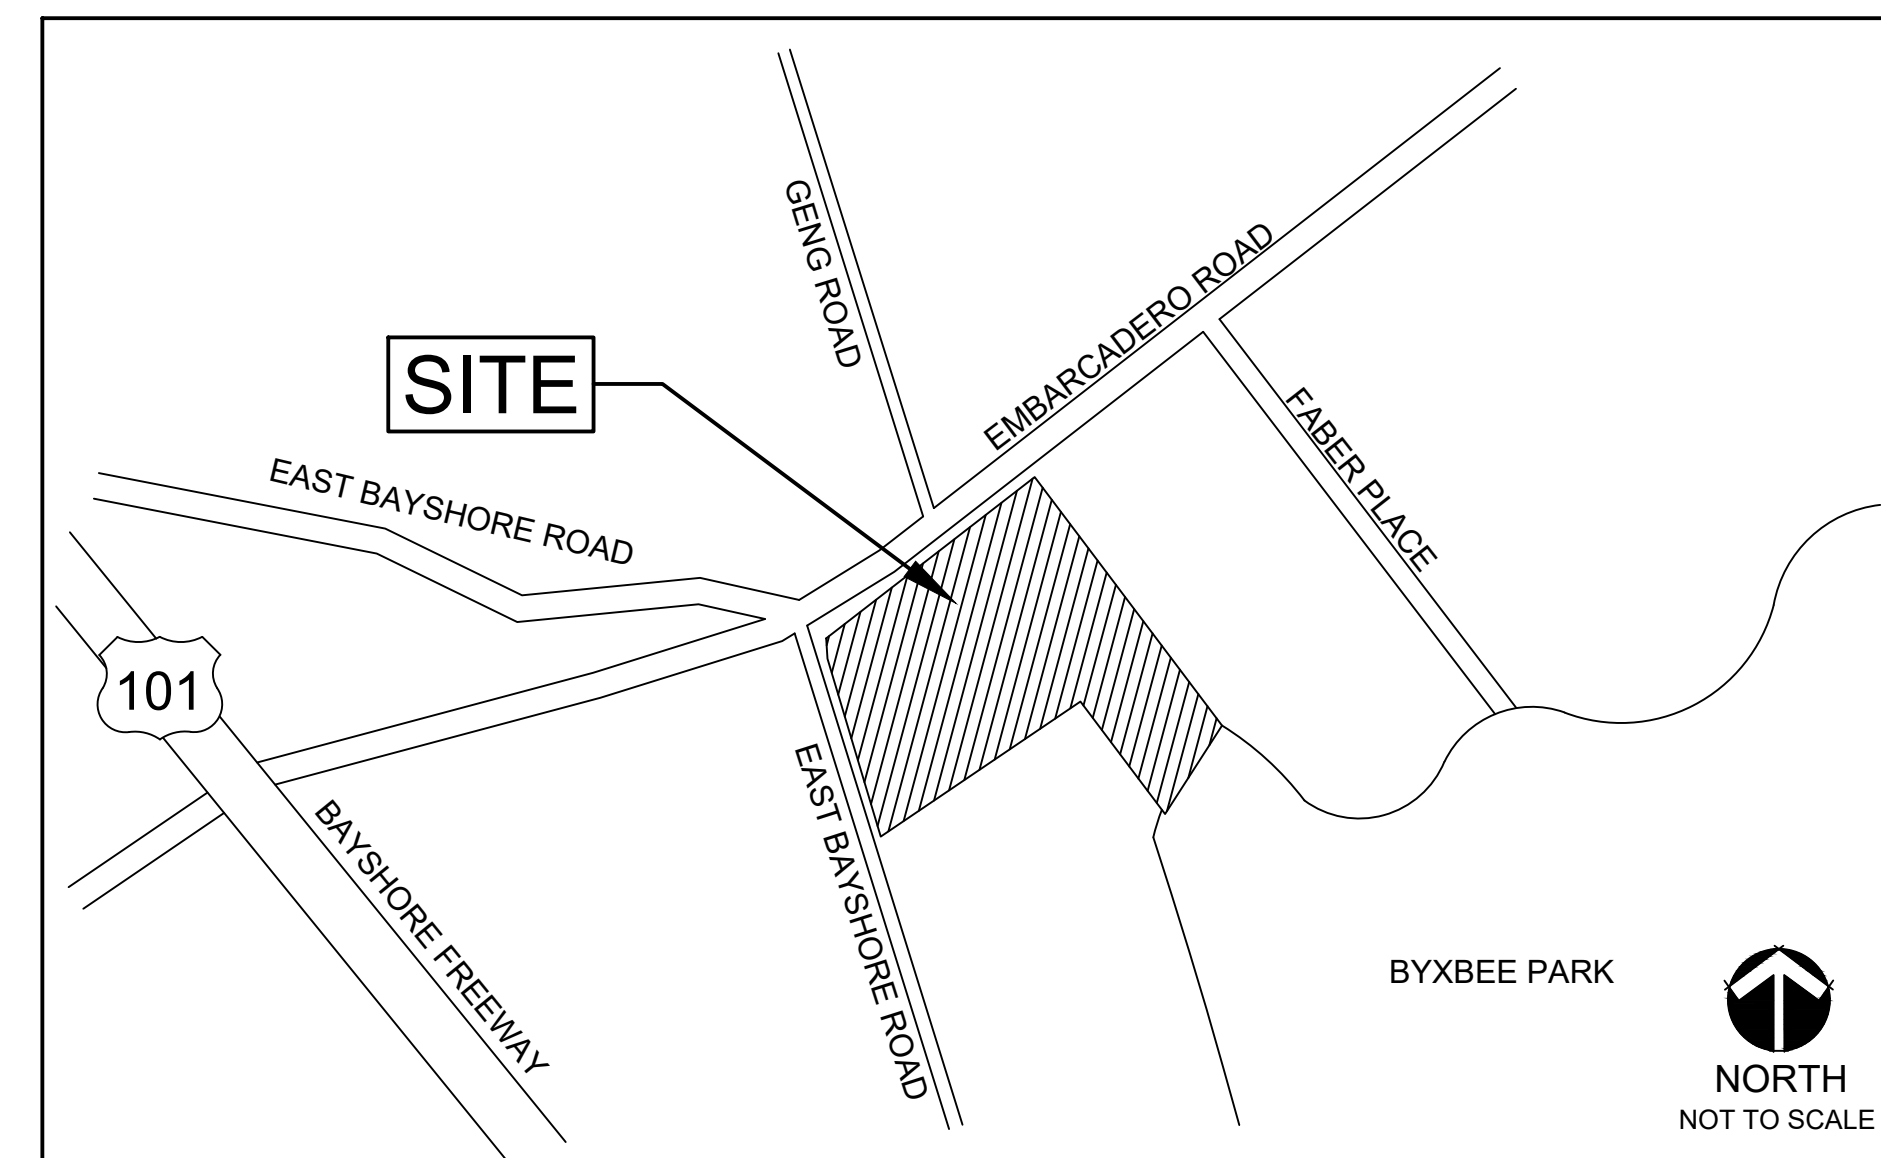 GENG ROAD
EMBARCADERO ROAD
SITE
FABER PLACE
EAST BAYSHORE ROAD
101
EAST BAYSHORE ROAD
BAYSHORE FREEWAY
BYXBEE PARK
NORTH
NOT TO SCALE